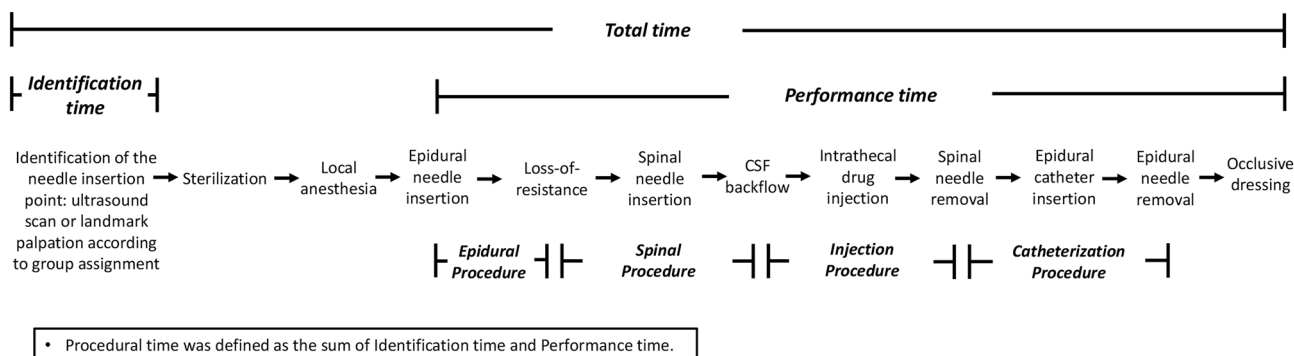 Total time
Identification
time
Performance time
Identification of the
needle insertion
point: ultrasound
scan or landmark
palpation according
to group assignment
Sterilization
Local
anesthesia
Epidural
needle
insertion
Loss-of-
resistance
Spinal
needle
insertion
CSF
backflow
Intrathecal
drug
injection
Spinal
needle
removal
Epidural
catheter
insertion
Epidural
needle
removal
Occlusive
dressing
Epidural
Procedure
Spinal
Procedure
Injection
Procedure
Catheterization
Procedure
• Procedural time was defined as the sum of Identification time and Performance time.